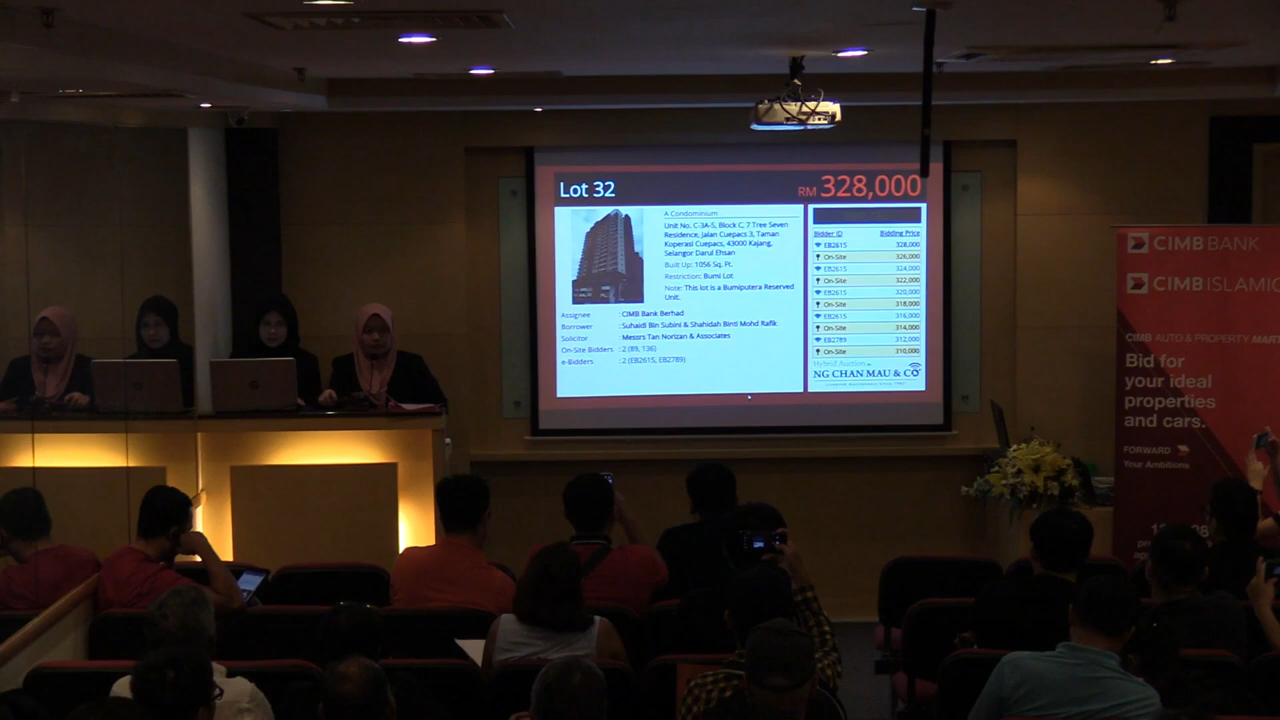 Lot 32
RM 328,000
A Condominium
Unit No. C-3A-5, Block C, 7 Tree Seven
Residence, Jalan Cuepacs 3, Taman
Koperasi Cuepacs, 43000 Kajang,
Selangor Darul Ehsan
Built Up: 1056 Sq. Ft.
Restriction: Bumi Lot
Note: This lot is a Bumiputera Reserved
Unit.
Assignee : CIMB Bank Berhad
Borrower : Suhaidi Bin Subini & Shahidah Binti Mohd Rafik
Solicitor : Messrs Tan Norizan & Associates
On-Site Bidders : 2 (89, 136)
e-Bidders : 2 (EB2615, EB2789)
Bidder ID Bidding Price
EB2615 328,000
On-Site 326,000
EB2615 324,000
On-Site 322,000
EB2615 320,000
On-Site 318,000
EB2615 316,000
On-Site 314,000
EB2789 312,000
On-Site 310,000
Hybrid Auction
NG CHAN MAU & CO
CIMB BANK
CIMB ISLAMIC
CIMB AUTO & PROPERTY MART
Bid for
your ideal
properties
and cars.
FORWARD
Your Ambitions